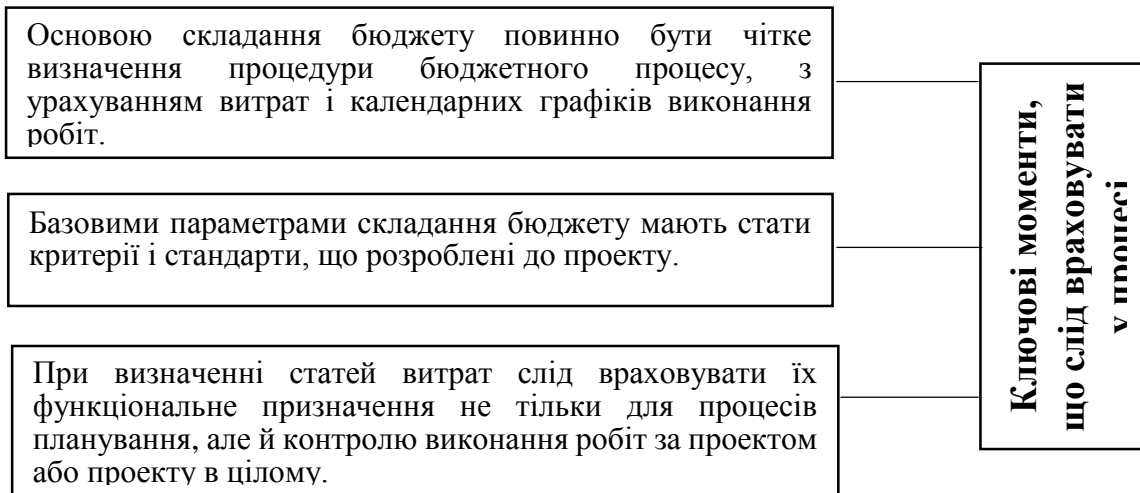 Основою складання бюджету повинно бути чітке
визначення процедури бюджетного процесу, з
урахуванням витрат і календарних графіків виконання
робіт.
Базовими параметрами складання бюджету мають стати
критерії і стандарти, що розроблені до проекту.
При визначенні статей витрат слід враховувати їх
функціональне призначення не тільки для процесів
планування, але й контролю виконання робіт за проектом
або проекту в цілому.
Ключові моменти,
що слід враховувати
у процесі